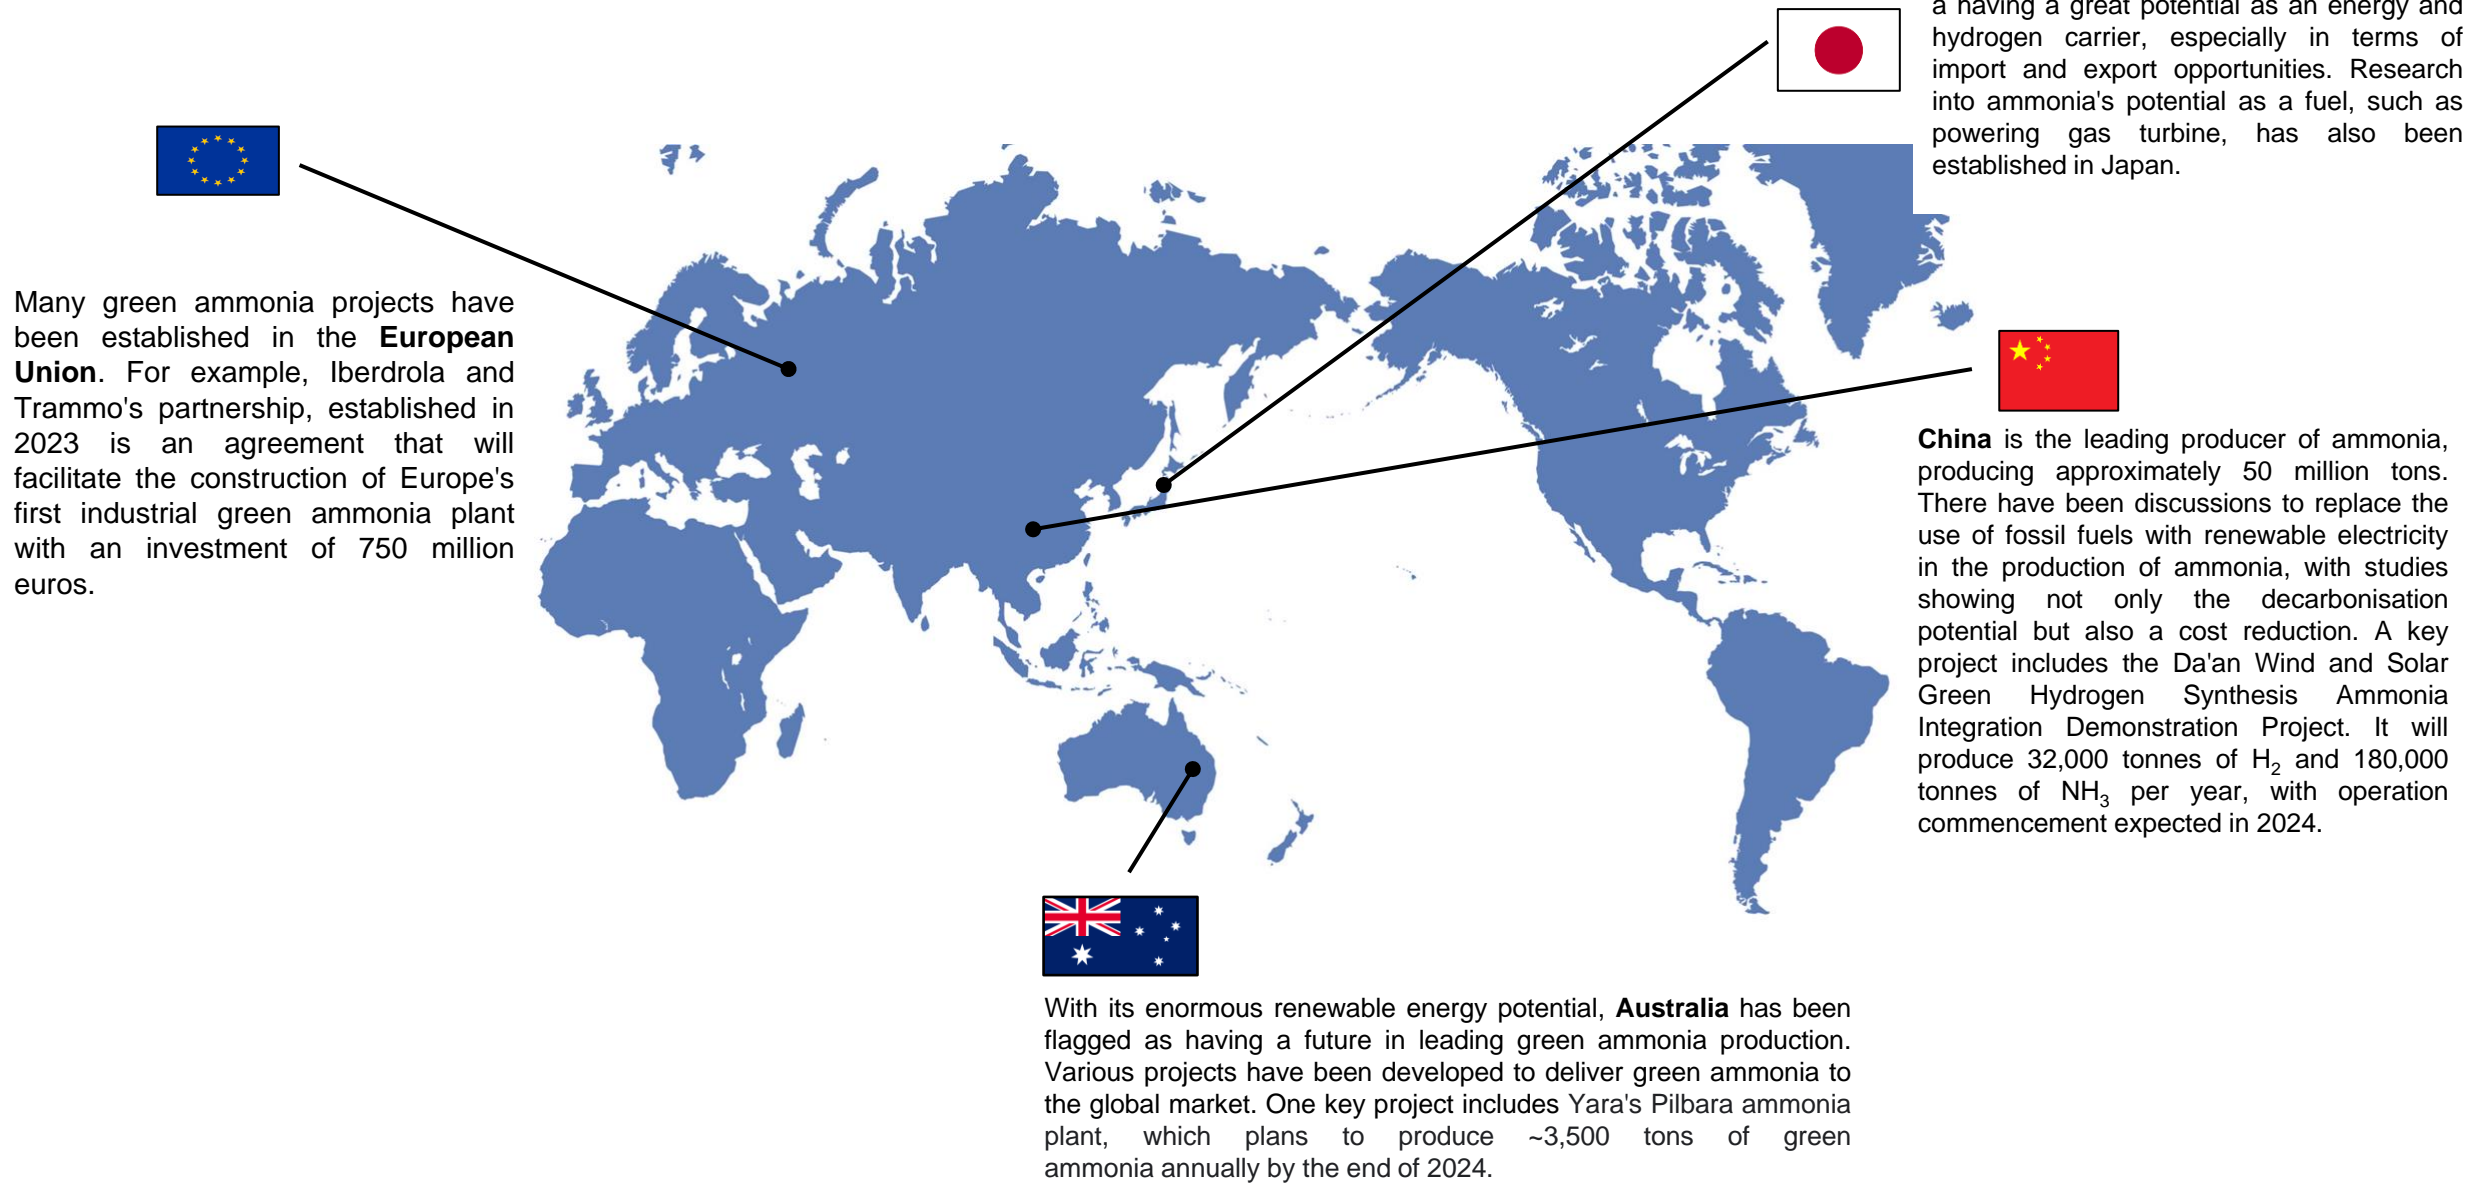 a having a great potential as an energy and
hydrogen carrier, especially in terms of
import and export opportunities. Research
into ammonia's potential as a fuel, such as
powering gas turbine, has also been
established in Japan.
Many green ammonia projects have
been established in the European
Union. For example, Iberdrola and
Trammo's partnership, established in
2023 is an agreement that will
facilitate the construction of Europe's
first industrial green ammonia plant
with an investment of 750 million
euros.
China is the leading producer of ammonia,
producing approximately 50 million tons.
There have been discussions to replace the
use of fossil fuels with renewable electricity
in the production of ammonia, with studies
showing not only the decarbonisation
potential but also a cost reduction. A key
project includes the Da'an Wind and Solar
Green Hydrogen Synthesis Ammonia
Integration Demonstration Project. It will
produce 32,000 tonnes of H₂ and 180,000
tonnes of NH₃ per year, with operation
commencement expected in 2024.
With its enormous renewable energy potential, Australia has been
flagged as having a future in leading green ammonia production.
Various projects have been developed to deliver green ammonia to
the global market. One key project includes Yara's Pilbara ammonia
plant, which plans to produce ~3,500 tons of green
ammonia annually by the end of 2024.